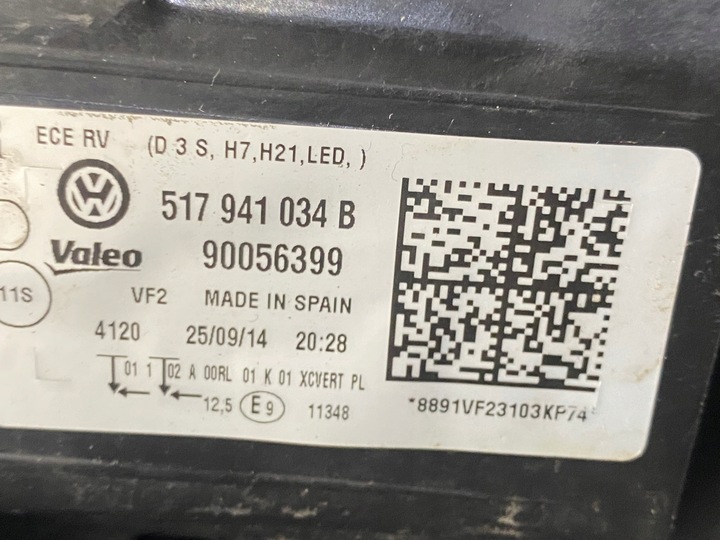 ECE RV (D 3 S, H7,H21,LED, )
517 941 034 B
Valeo 90056399
11S VF2 MADE IN SPAIN
4120 25/09/14 20:28
01 1 02 A 00RL 01 K 01 XCVERT PL
12,5 E9 11348
*8891VF23103KP74*